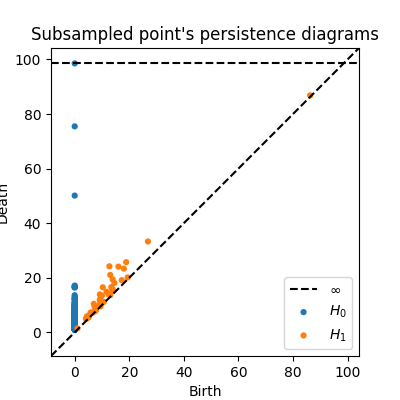 Subsampled point's persistence diagrams
100
80
60
40
20
0
Death
0 20 40 60 80 100
Birth
∞
H₀
H₁